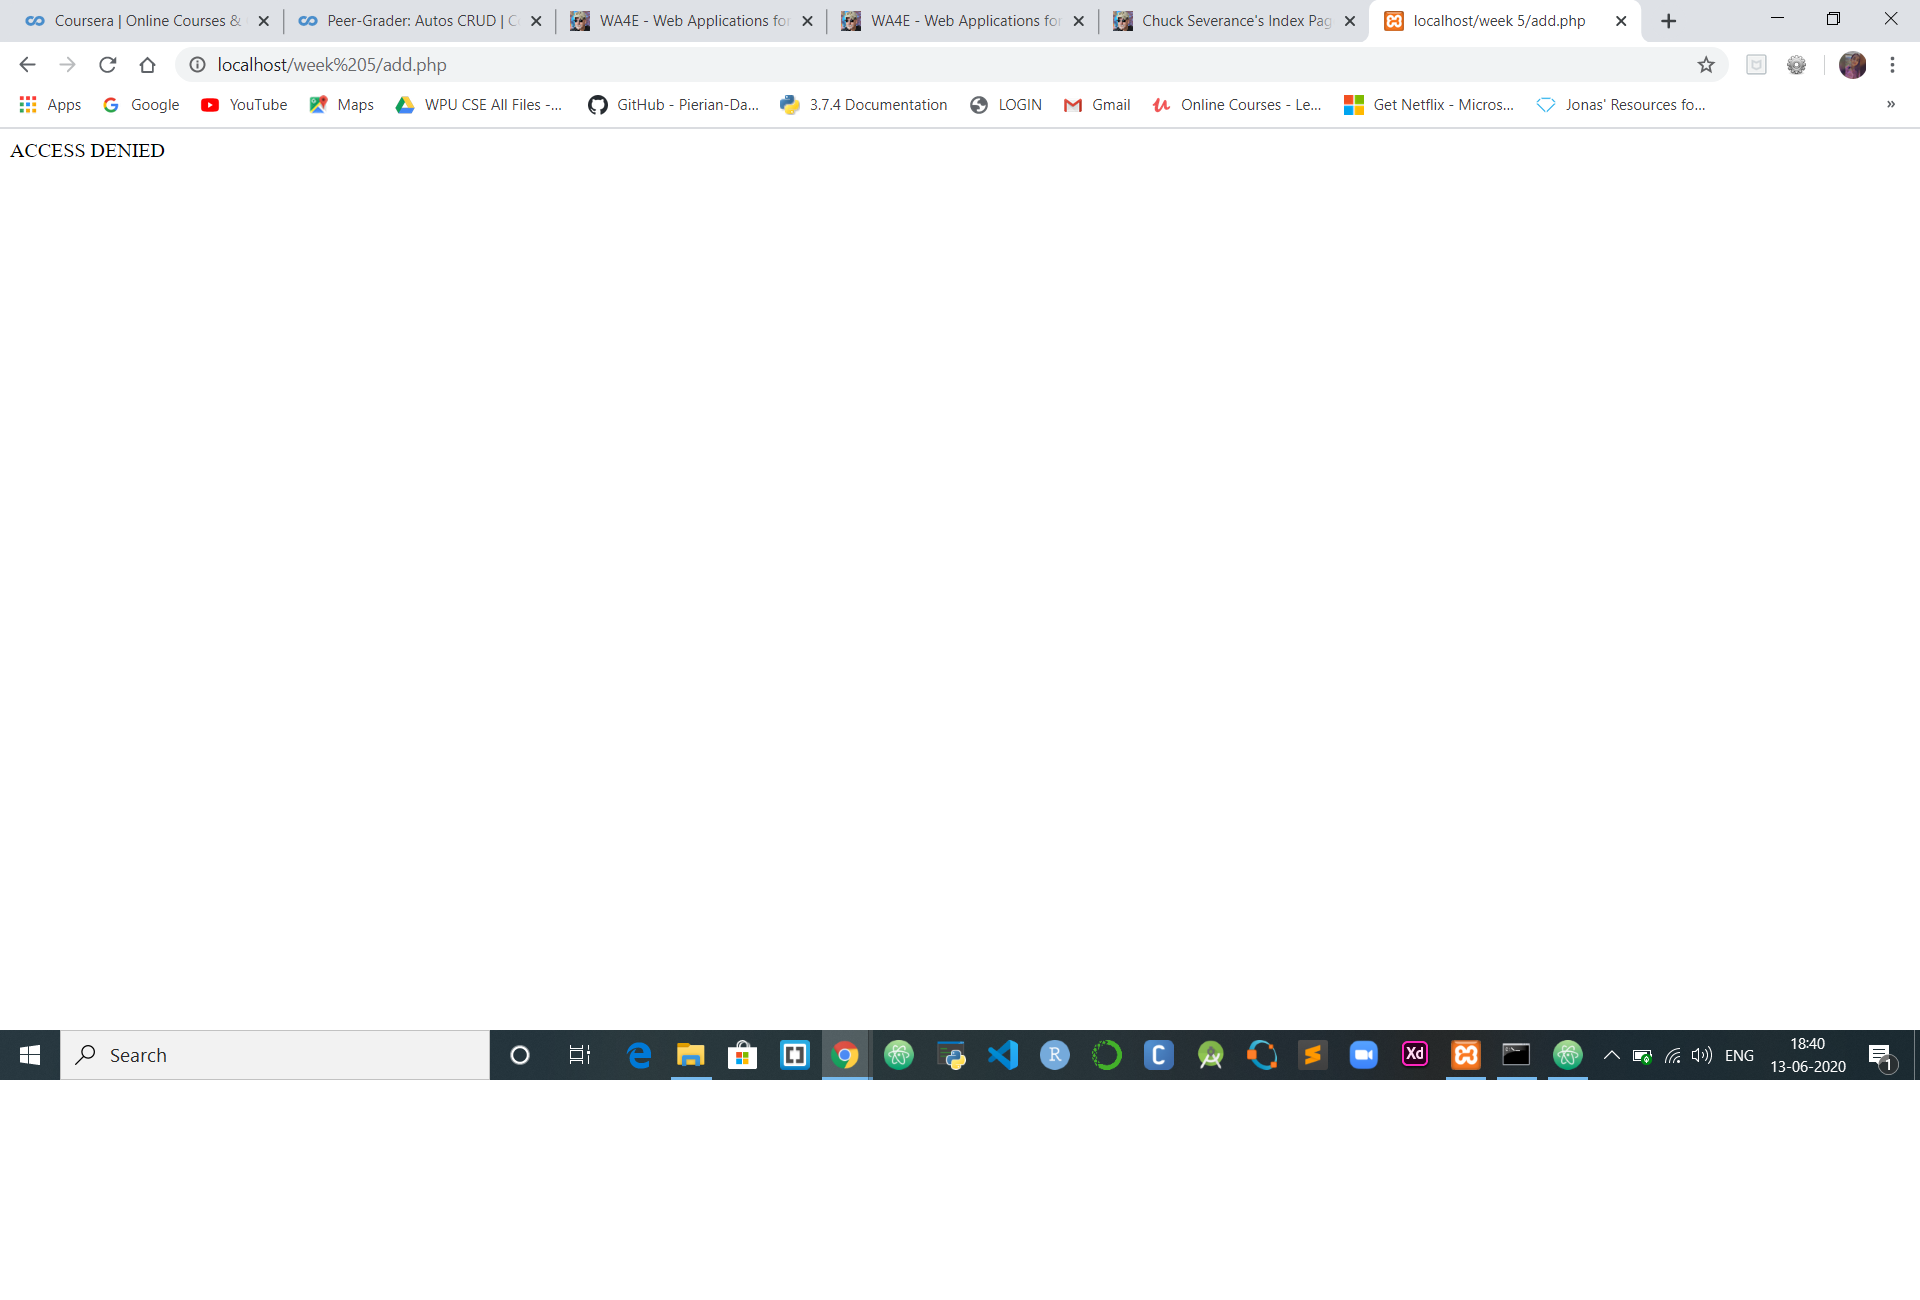 Coursera | Online Courses &
Peer-Grader: Autos CRUD | C
WA4E - Web Applications for
WA4E - Web Applications for
Chuck Severance's Index Pag
localhost/week 5/add.php
localhost/week%205/add.php
Apps
Google
YouTube
Maps
WPU CSE All Files -...
GitHub - Pierian-Da...
3.7.4 Documentation
LOGIN
Gmail
Online Courses - Le...
Get Netflix - Micros...
Jonas' Resources fo...
»
ACCESS DENIED
Search
R
C
Xd
ENG
18:40
13-06-2020
1